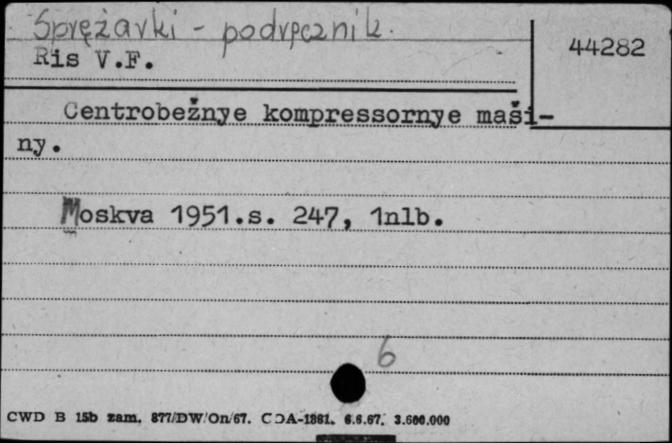 Sprężarki - podręcznik.
44282
Ris V.F.
Centrobežnye kompressornye maši-
ny.
Moskva 1951.s. 247, 1nlb.
6
CWD B 15b zam. 877/DW/On/67. CDA-1861. 6.6.67. 3.600.000